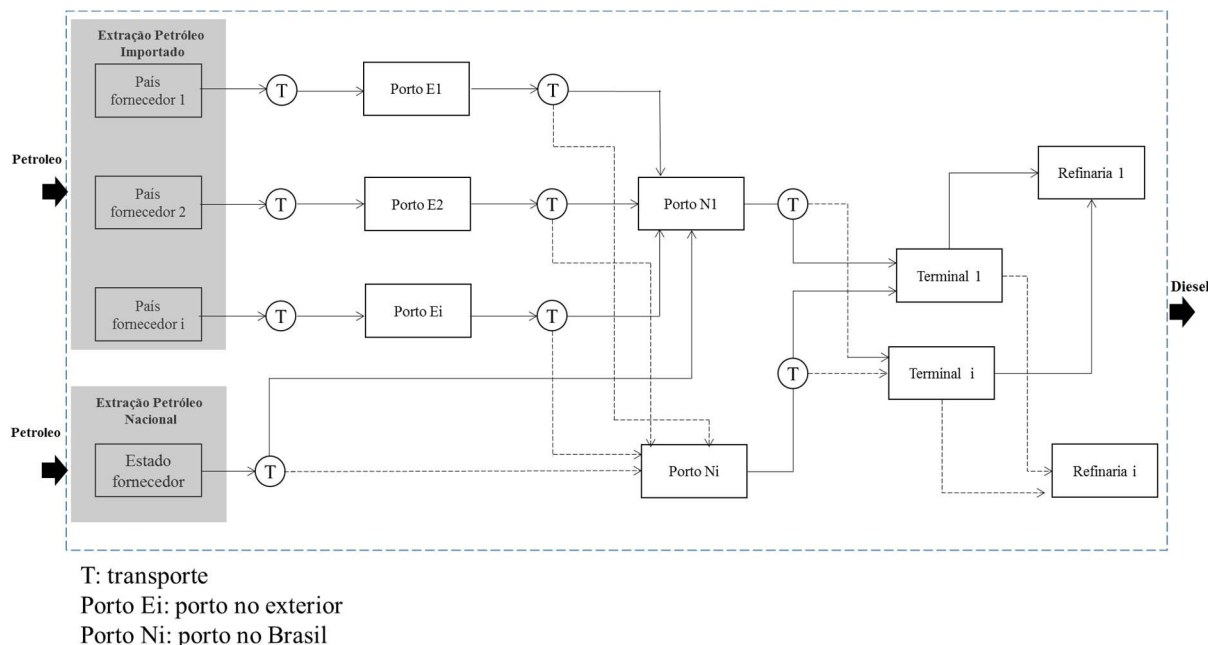 Extração Petróleo
Importado
País
fornecedor 1
T
Porto E1
T
Petroleo
País
fornecedor 2
T
Porto E2
T
Porto N1
T
Refinaria 1
Terminal 1
Diesel
País
fornecedor i
T
Porto Ei
T
T
Terminal i
Extração Petróleo
Nacional
Petroleo
Estado
fornecedor
T
Porto Ni
Refinaria i
T: transporte
Porto Ei: porto no exterior
Porto Ni: porto no Brasil